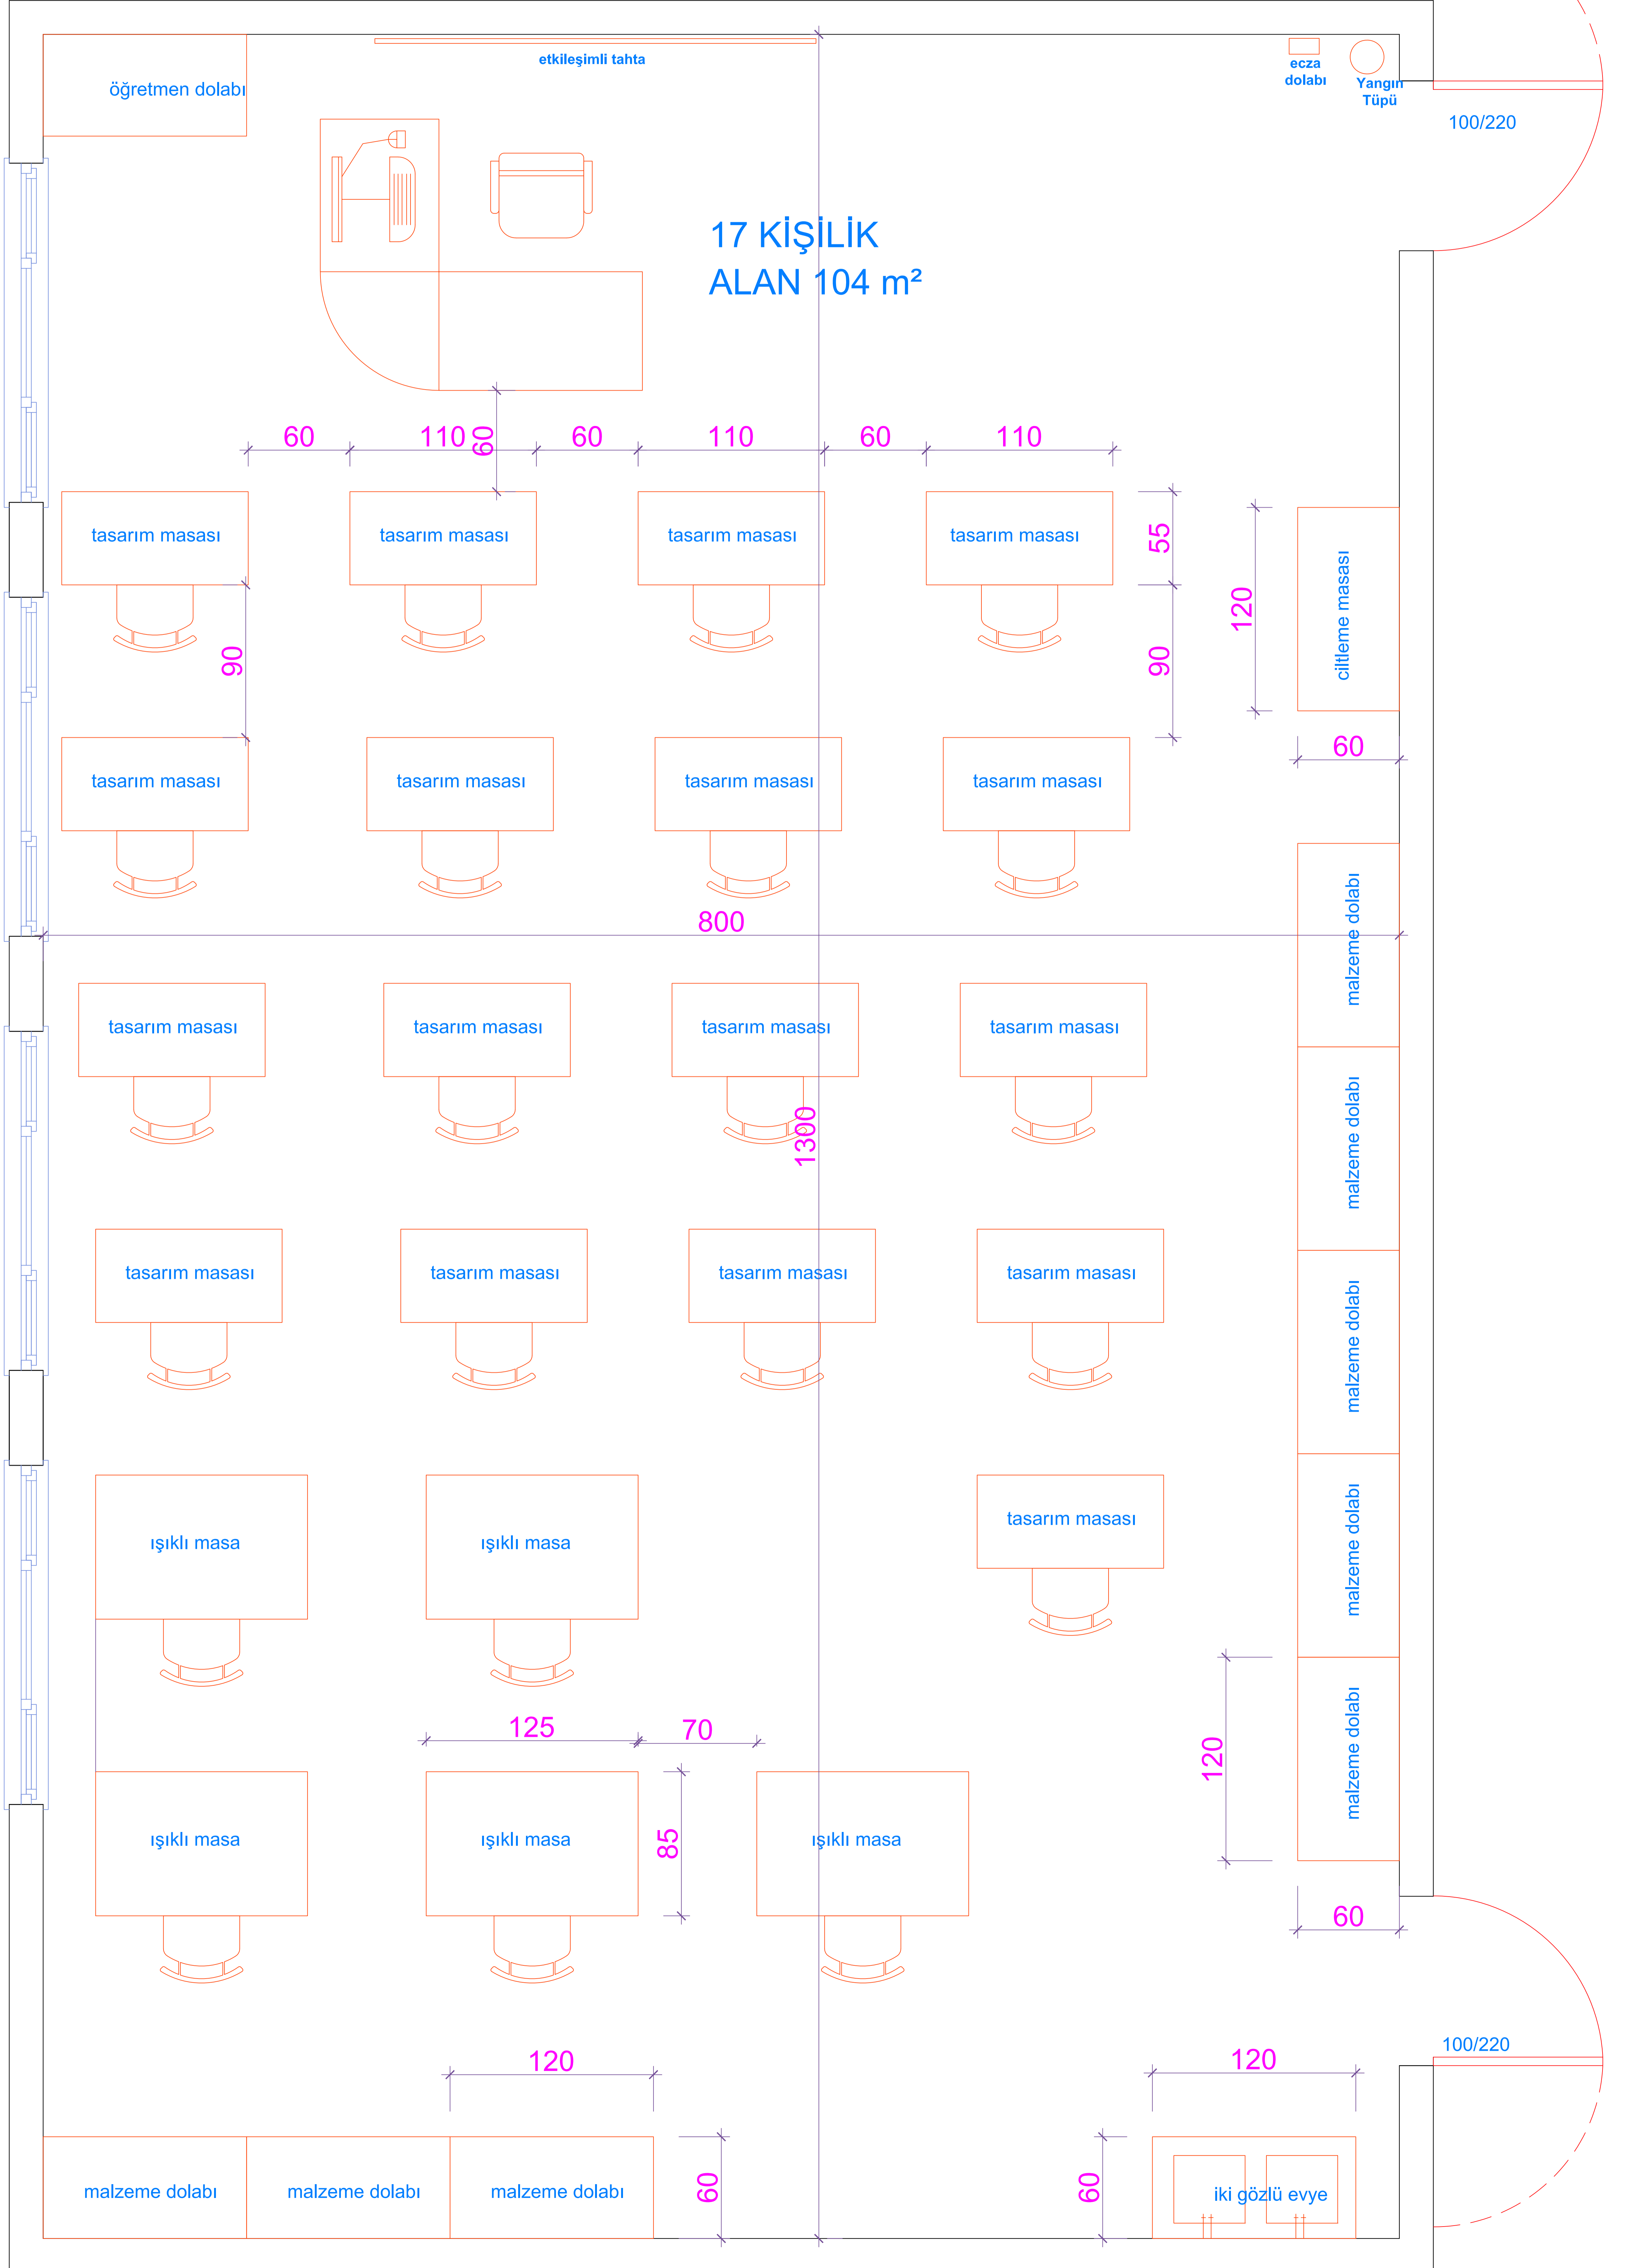 etkileşimli tahta
ecza
dolabı
Yangın
Tüpü
öğretmen dolabı
100/220
17 KİŞİLİK
ALAN 104 m²
60
110
60
60
110
60
110
tasarım masası
tasarım masası
tasarım masası
tasarım masası
55
120
ciltleme masası
90
90
60
tasarım masası
tasarım masası
tasarım masası
tasarım masası
malzeme dolabı
800
tasarım masası
tasarım masası
tasarım masası
tasarım masası
1300
malzeme dolabı
tasarım masası
tasarım masası
tasarım masası
tasarım masası
malzeme dolabı
ışıklı masa
ışıklı masa
tasarım masası
malzeme dolabı
125
70
120
malzeme dolabı
ışıklı masa
ışıklı masa
85
ışıklı masa
60
100/220
120
120
malzeme dolabı
malzeme dolabı
malzeme dolabı
60
60
iki gözlü evye